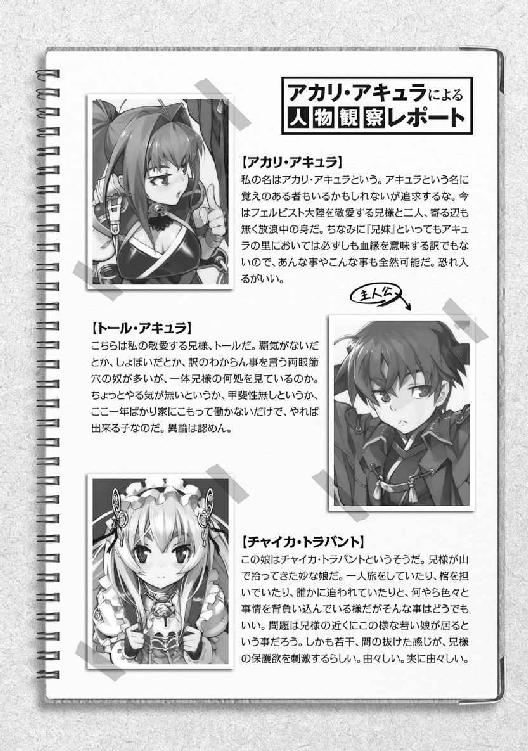 アカリ・アキュラによる
人物観察レポート
【アカリ・アキュラ】
私の名はアカリ・アキュラという。アキュラという名に
覚えのある者もいるかもしれないが追求するな。今
はフェルビスト大陸を敬愛する兄様と二人、寄る辺も
無く放浪中の身だ。ちなみに『兄妹』といってもアキュ
ラの里においては必ずしも血縁を意味する訳でもな
いので、あんな事やこんな事も全然可能だ。恐れ入
るがいい。
主人公
【トール・アキュラ】
こちらは私の敬愛する兄様、トールだ。覇気がないだ
とか、しょぼいだとか、訳のわからん事を言う両眼節
穴の奴が多いが、一体兄様の何処を見ているのか。
ちょっとやる気が無いというか、甲斐性無しというか、
ここ一年ばかり家にこもって働かないだけで、やれば
出来る子なのだ。異論は認めん。
【チャイカ・トラバント】
この娘はチャイカ・トラバントというそうだ。兄様が山
で拾ってきた妙な娘だ。一人旅をしていたり、棺を担
いでいたり、誰かに追われていたりと、何やら色々と
事情を背負い込んでいる様だがそんな事はどうでも
いい。問題は兄様の近くにこの様な若い娘が居ると
いう事だろう。しかも若干、間の抜けた感じが、兄様
の保護欲を刺激するらしい。由々しい。実に由々しい。